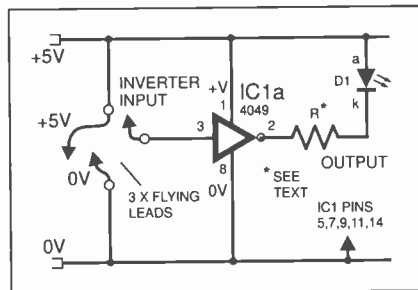 +5V
INVERTER
INPUT
+V
1
IC1a
4049
a
D1
k
+5V
3
2
R*
OUTPUT
0V
8
0V
*SEE
TEXT
3 X FLYING
LEADS
IC1 PINS
5,7,9,11,14
0V